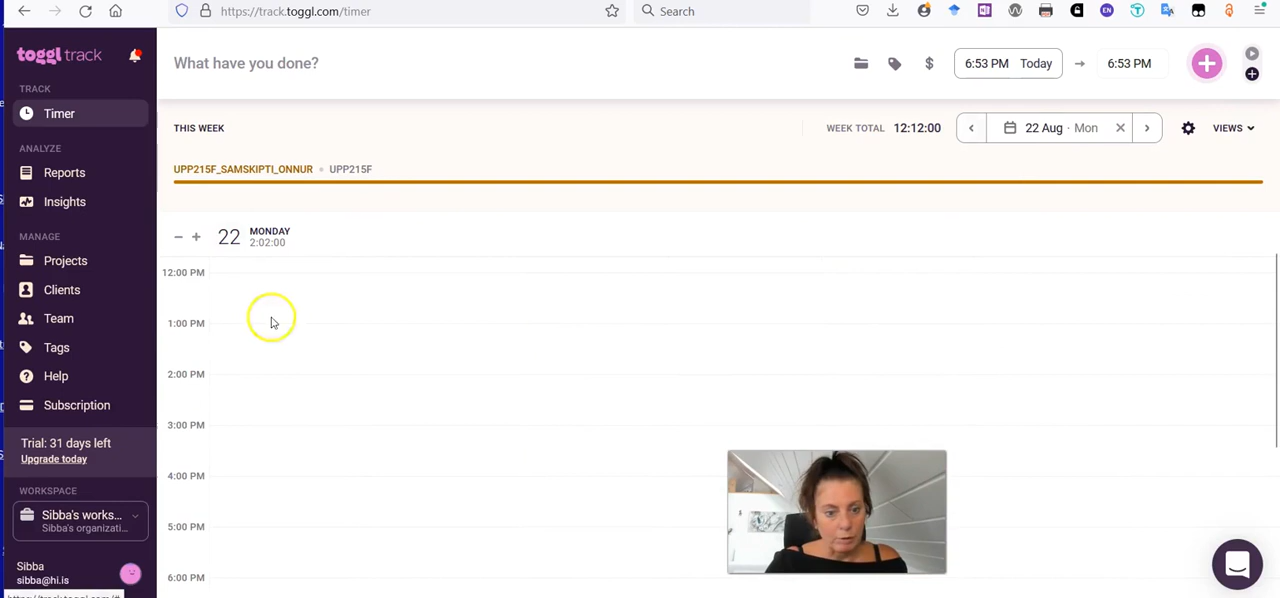 https://track.toggl.com/timer
Search
toggl track
TRACK
Timer
ANALYZE
Reports
Insights
MANAGE
Projects
Clients
Team
Tags
Help
Subscription
Trial: 31 days left
Upgrade today
WORKSPACE
Sibba's works...
Sibba's organizati...
Sibba
sibba@hi.is
What have you done?
$
6:53 PM Today → 6:53 PM
THIS WEEK
WEEK TOTAL 12:12:00
22 Aug · Mon
VIEWS
UPP215F_SAMSKIPTI_ONNUR • UPP215F
22 MONDAY
2:02:00
12:00 PM
1:00 PM
2:00 PM
3:00 PM
4:00 PM
5:00 PM
6:00 PM
EN